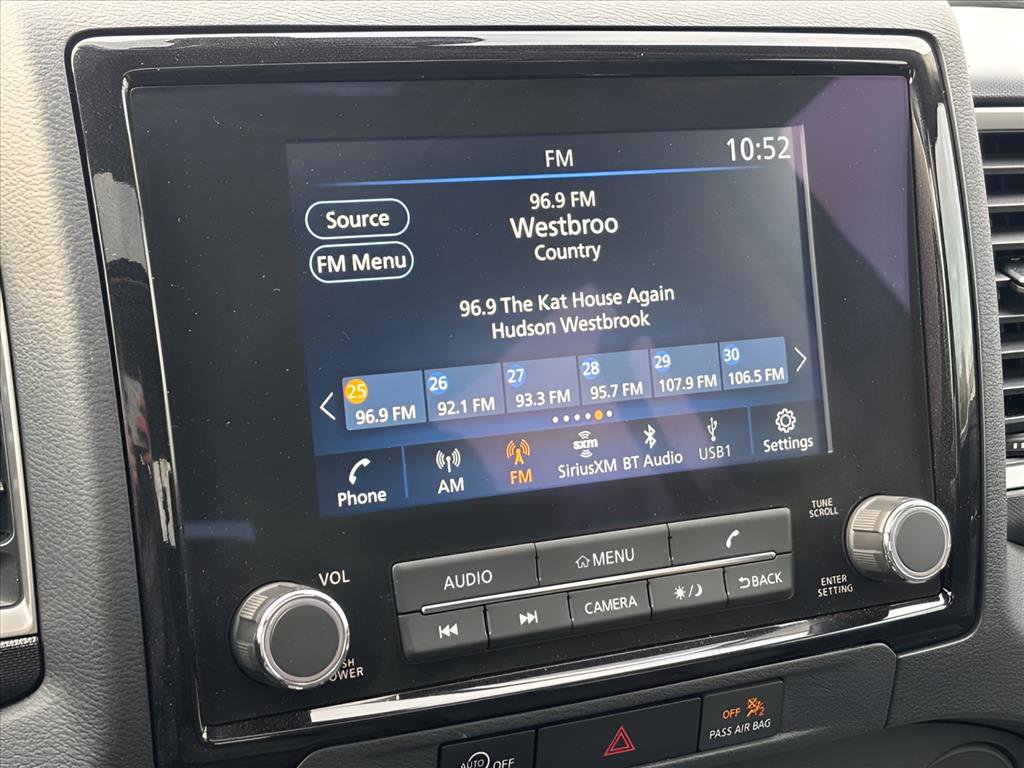 FM
10:52
Source
FM Menu
96.9 FM
Westbroo
Country
96.9 The Kat House Again
Hudson Westbrook
25 96.9 FM
26 92.1 FM
27 93.3 FM
28 95.7 FM
29 107.9 FM
30 106.5 FM
Phone
AM
FM
sxm
SiriusXM
BT Audio
USB1
Settings
VOL
TUNE
SCROLL
AUDIO
MENU
CAMERA
BACK
ENTER
SETTING
AUTO OFF
OFF 2
PASS AIR BAG